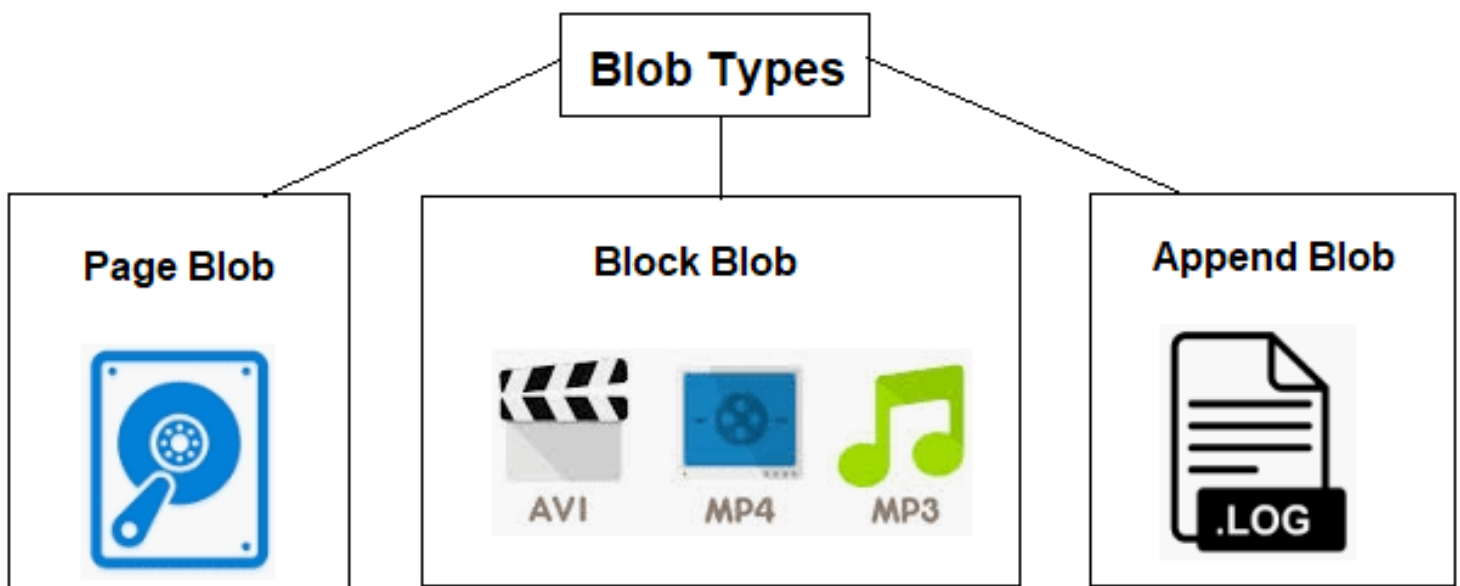 Blob Types
Page Blob
Block Blob
Append Blob
AVI
MP4
MP3
.LOG